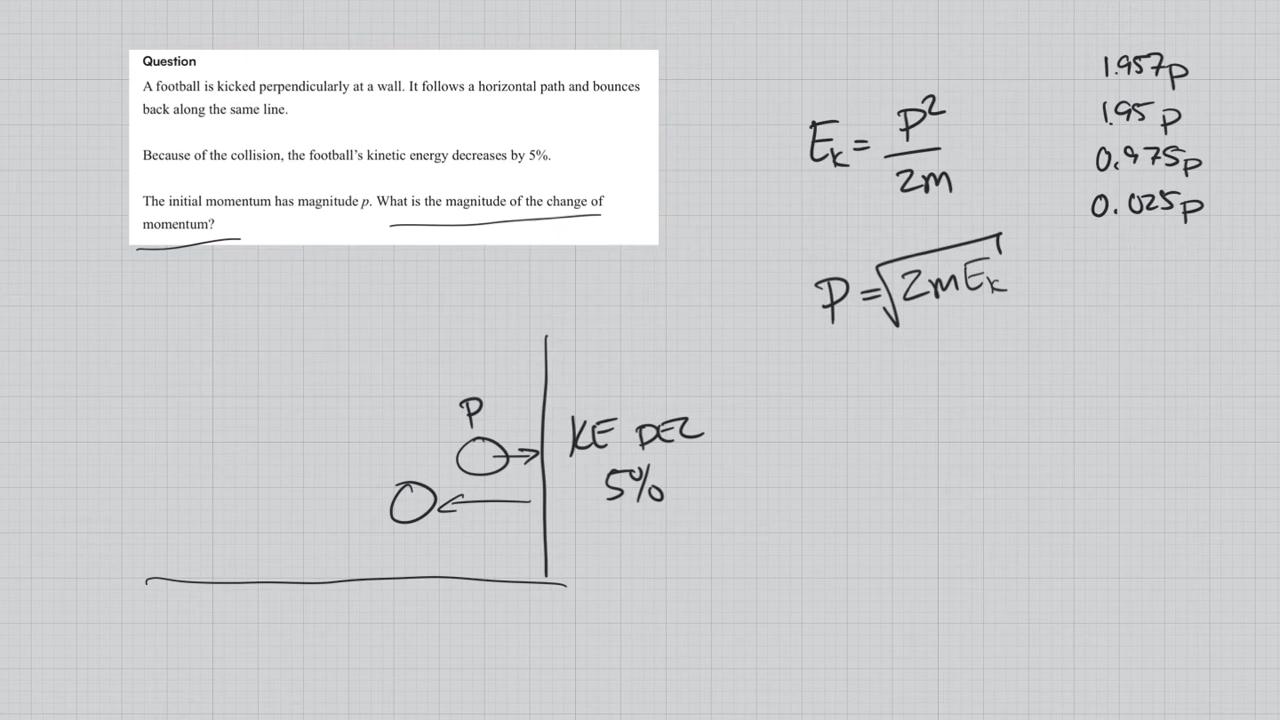 Question
A football is kicked perpendicularly at a wall. It follows a horizontal path and bounces
back along the same line.
Because of the collision, the football's kinetic energy decreases by 5%.
The initial momentum has magnitude p. What is the magnitude of the change of
momentum?
Ek = P²/2m
P = √2mEk
1.957p
1.95p
0.975p
0.025p
P
KE DEC
5%